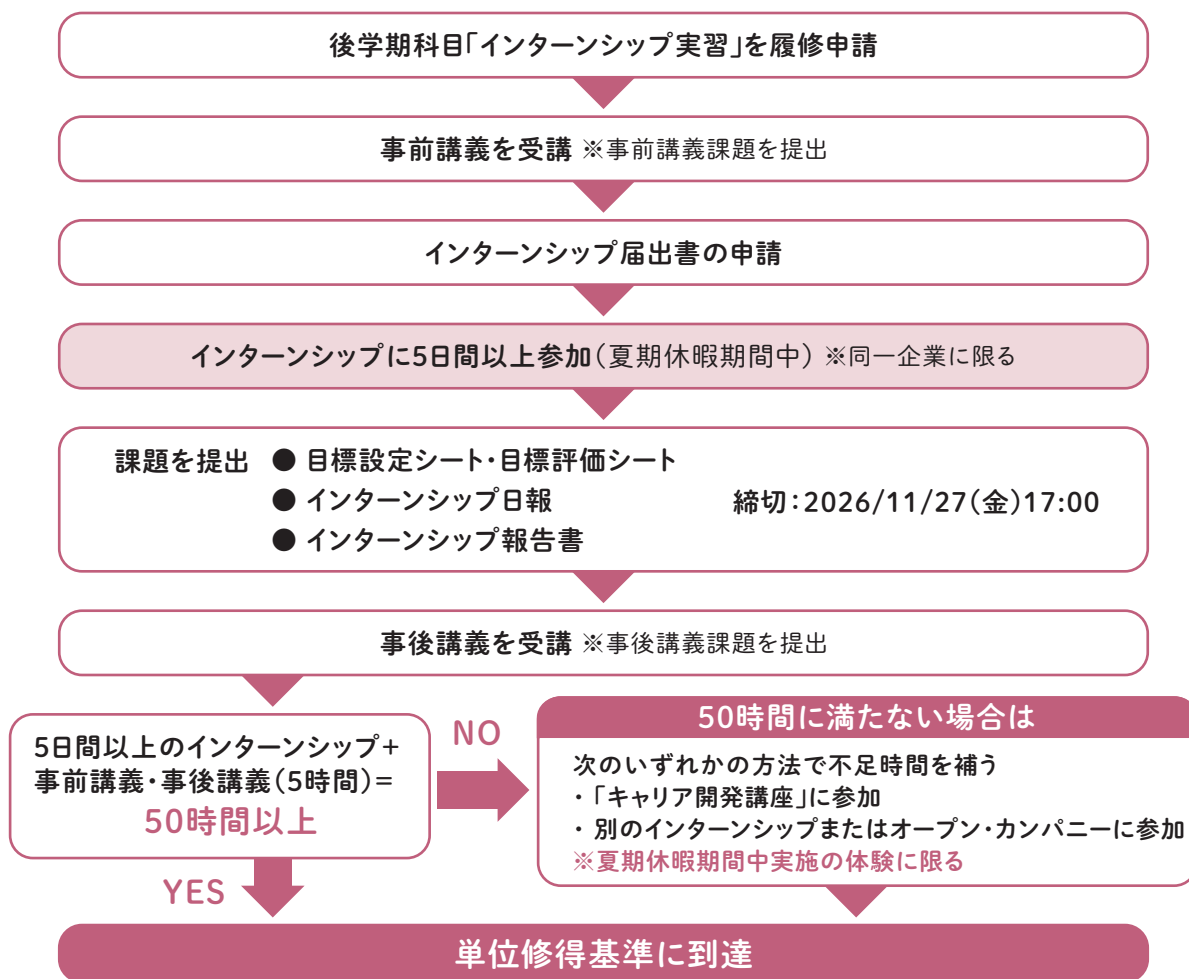 後学期科目「インターンシップ実習」を履修申請
事前講義を受講 ※事前講義課題を提出
インターンシップ届出書の申請
インターンシップに5日間以上参加(夏期休暇期間中) ※同一企業に限る
課題を提出 ● 目標設定シート・目標評価シート
● インターンシップ日報
● インターンシップ報告書
締切:2026/11/27(金)17:00
事後講義を受講 ※事後講義課題を提出
5日間以上のインターンシップ+
事前講義・事後講義(5時間)=
50時間以上
NO
YES
50時間に満たない場合は
次のいずれかの方法で不足時間を補う
・「キャリア開発講座」に参加
・ 別のインターンシップまたはオープン・カンパニーに参加
※夏期休暇期間中実施の体験に限る
単位修得基準に到達